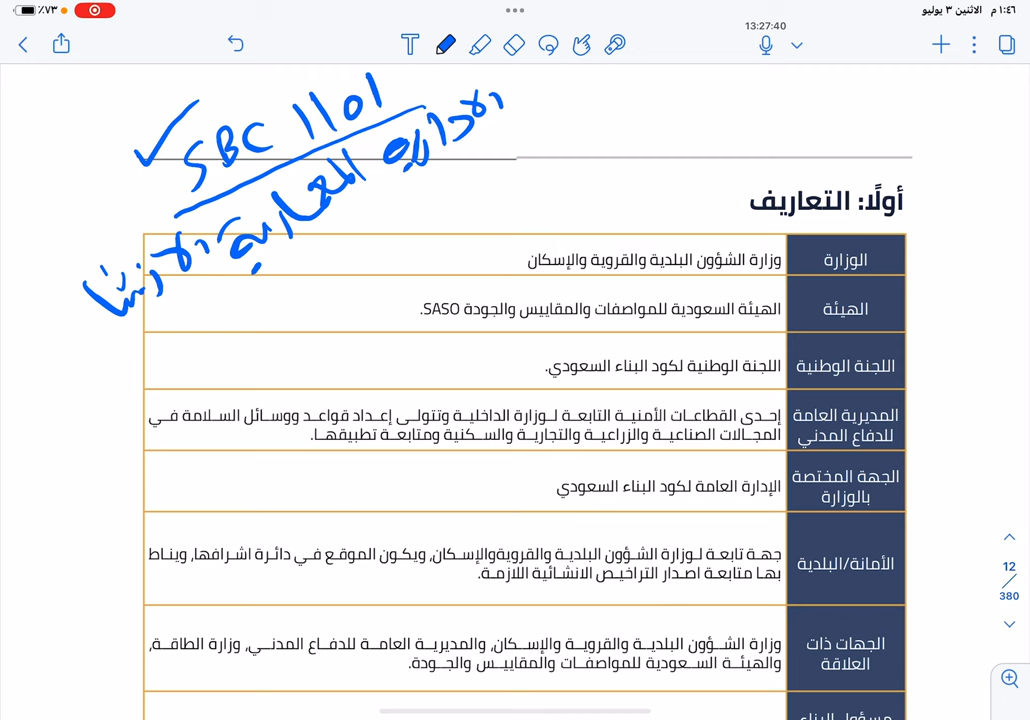 ١:٤٦ م الاثنين ٣ يوليو
٪٧٣
13:27:40
SBC 1101
أولًا: التعاريف
الوزارة
وزارة الشؤون البلدية والقروية والإسكان
الهيئة
الهيئة السعودية للمواصفات والمقاييس والجودة SASO.
اللجنة الوطنية
اللجنة الوطنية لكود البناء السعودي.
المديرية العامة
للدفاع المدني
إحدى القطاعات الأمنية التابعة لوزارة الداخلية وتتولى إعداد قواعد ووسائل السلامة في
المجالات الصناعية والزراعية والتجارية والسكنية ومتابعة تطبيقها.
الجهة المختصة
بالوزارة
الإدارة العامة لكود البناء السعودي
الأمانة/البلدية
جهة تابعة لوزارة الشؤون البلدية والقرويةوالإسكان، ويكون الموقع في دائرة اشرافها، ويناط
بها متابعة اصدار التراخيص الانشائية اللازمة.
الجهات ذات
العلاقة
وزارة الشؤون البلدية والقروية والإسكان، والمديرية العامة للدفاع المدني، وزارة الطاقة،
والهيئة السعودية للمواصفات والمقاييس والجودة.
مسؤول البناء
12
380